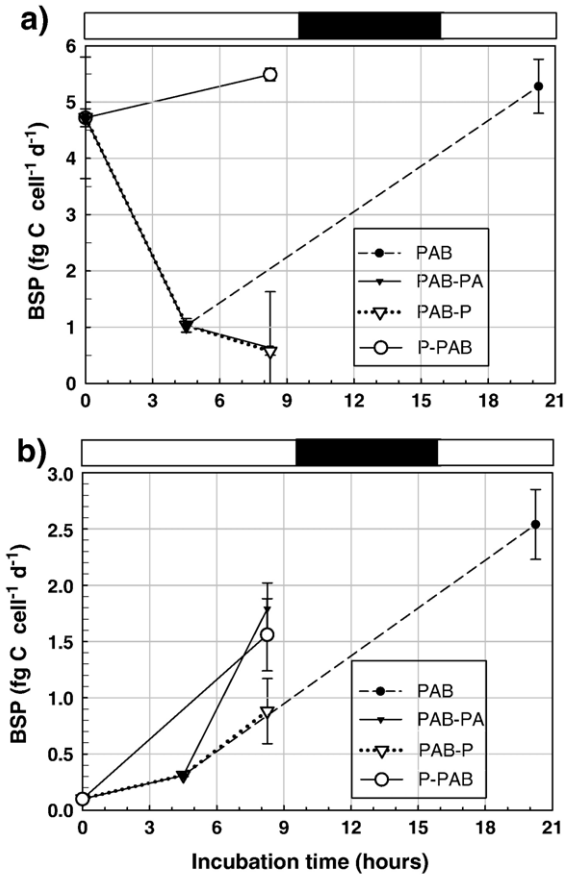 a)
6
5
4
3
2
1
0
BSP (fg C cell⁻¹ d⁻¹)
PAB
PAB-PA
PAB-P
P-PAB
0 3 6 9 12 15 18 21
b)
3.0
2.5
2.0
1.5
1.0
0.5
0.0
BSP (fg C cell⁻¹ d⁻¹)
PAB
PAB-PA
PAB-P
P-PAB
0 3 6 9 12 15 18 21
Incubation time (hours)